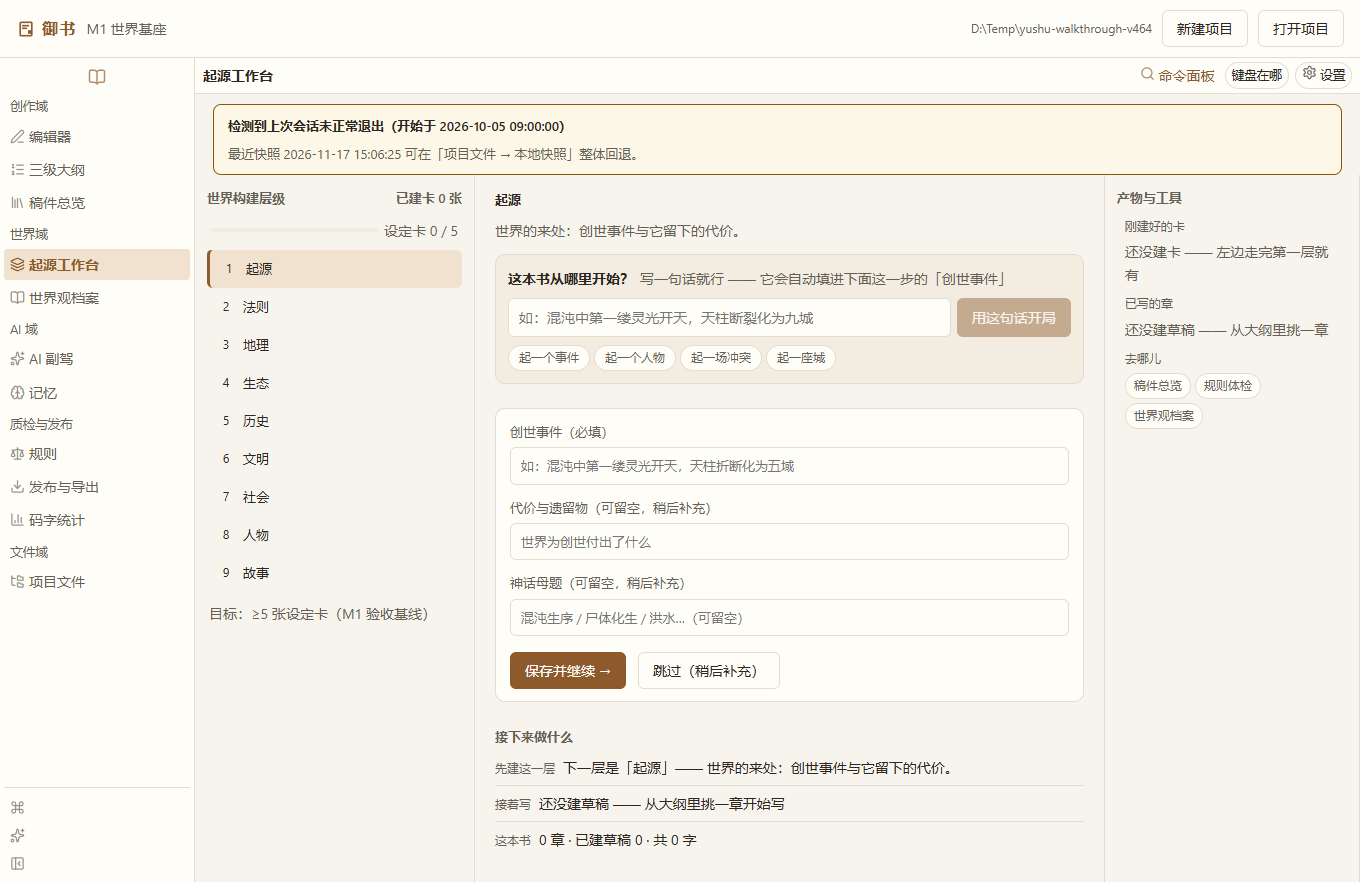 御书 M1 世界基座
D:\Temp\yushu-walkthrough-v464 新建项目 打开项目
起源工作台
命令面板 键盘在哪 设置
创作域
编辑器
三级大纲
稿件总览
世界域
起源工作台
世界观档案
AI 域
AI 副驾
记忆
质检与发布
规则
发布与导出
码字统计
文件域
项目文件
检测到上次会话未正常退出（开始于 2026-10-05 09:00:00）
最近快照 2026-11-17 15:06:25 可在「项目文件 → 本地快照」整体回退。
世界构建层级 已建卡 0 张
设定卡 0 / 5
1 起源
2 法则
3 地理
4 生态
5 历史
6 文明
7 社会
8 人物
9 故事
目标：≥5 张设定卡（M1 验收基线）
起源
世界的来处：创世事件与它留下的代价。
这本书从哪里开始？ 写一句话就行 —— 它会自动填进下面这一步的「创世事件」
如：混沌中第一缕灵光开天，天柱断裂化为九城 用这句话开局
起一个事件 起一个人物 起一场冲突 起一座城
创世事件（必填）
如：混沌中第一缕灵光开天，天柱折断化为五域
代价与遗留物（可留空，稍后补充）
世界为创世付出了什么
神话母题（可留空，稍后补充）
混沌生序 / 尸体化生 / 洪水...（可留空）
保存并继续 → 跳过（稍后补充）
接下来做什么
先建这一层 下一层是「起源」—— 世界的来处：创世事件与它留下的代价。
接着写 还没建草稿 —— 从大纲里挑一章开始写
这本书 0 章 · 已建草稿 0 · 共 0 字
产物与工具
刚建好的卡
还没建卡 —— 左边走完第一层就
有
已写的章
还没建草稿 —— 从大纲里挑一章
去哪儿
稿件总览 规则体检
世界观档案